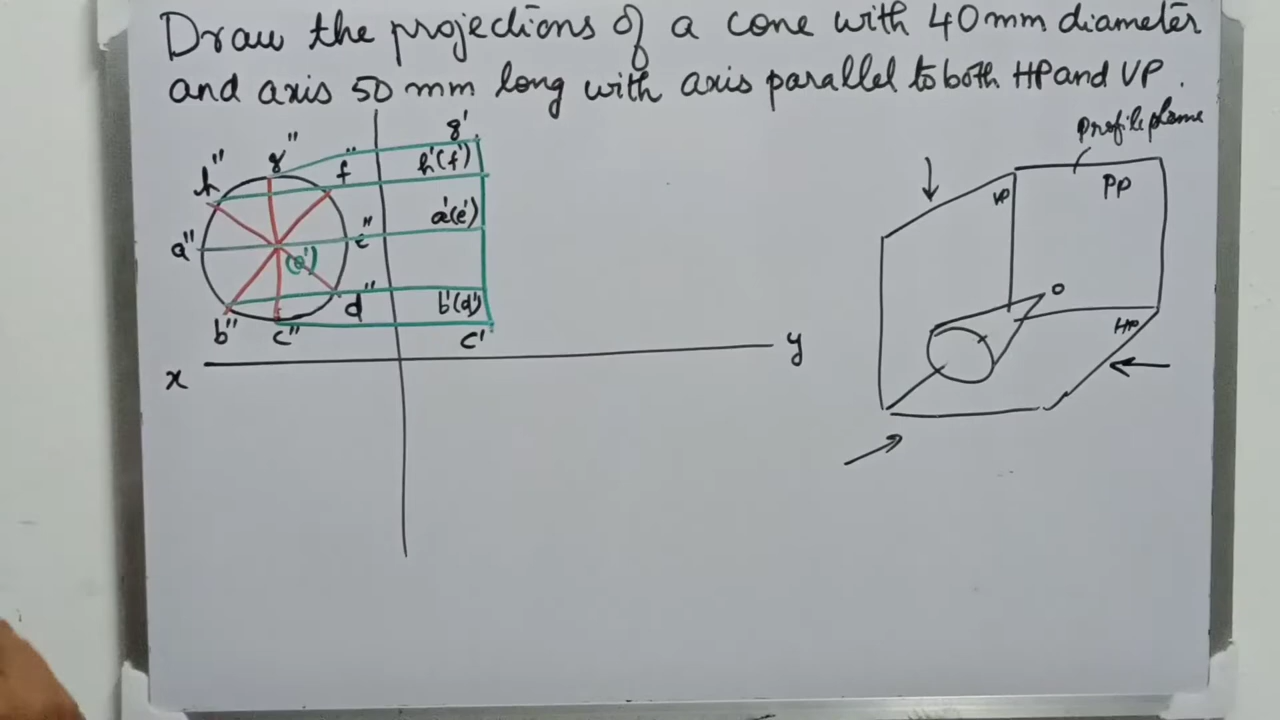 Draw the projections of a cone with 40mm diameter
and axis 50 mm long with axis parallel to both HP and VP.
Profile plane
g'
g"
h'(f')
f"
h"
PP
VP
a'(e')
a"
e"
(o')
o
d"
b'(d')
b"
c"
c'
HP
x
y